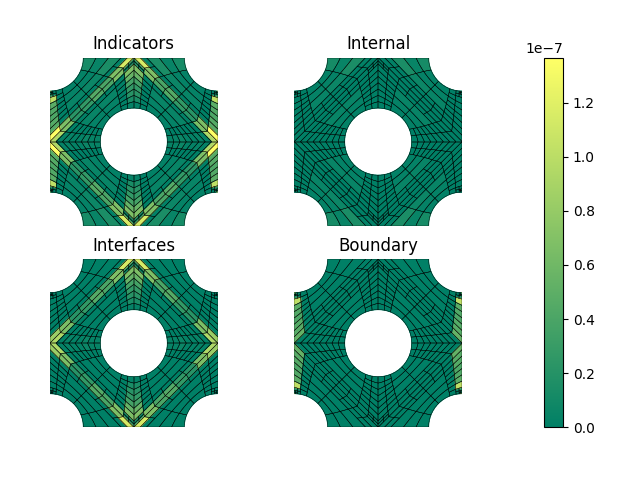 Indicators
Internal
1e−7
1.2
1.0
0.8
0.6
0.4
0.2
0.0
Interfaces
Boundary